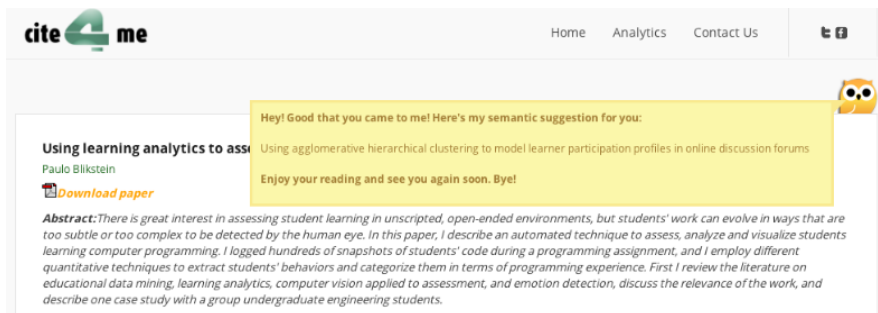 cite 4 me
Home Analytics Contact Us
Hey! Good that you came to me! Here's my semantic suggestion for you:
Using agglomerative hierarchical clustering to model learner participation profiles in online discussion forums
Enjoy your reading and see you again soon. Bye!
Using learning analytics to
Paulo Blikstein
Download paper
Abstract:There is great interest in assessing student learning in unscripted, open-ended environments, but students' work can evolve in ways that are
too subtle or too complex to be detected by the human eye. In this paper, I describe an automated technique to assess, analyze and visualize students
learning computer programming. I logged hundreds of snapshots of students' code during a programming assignment, and I employ different
quantitative techniques to extract students' behaviors and categorize them in terms of programming experience. First I review the literature on
educational data mining, learning analytics, computer vision applied to assessment, and emotion detection, discuss the relevance of the work, and
describe one case study with a group undergraduate engineering students.